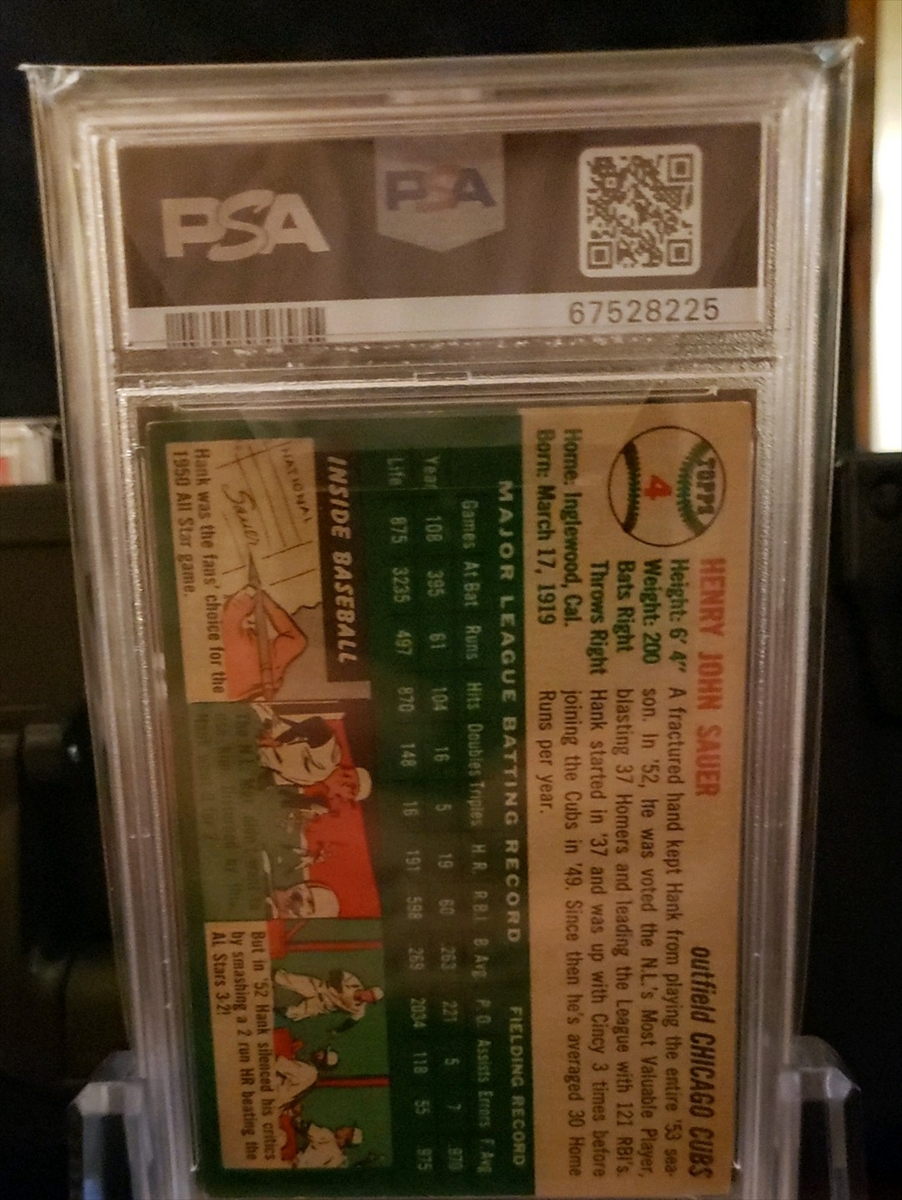 PSA
PSA
67528225
TOPPS
4
HENRY JOHN SAUER
outfield CHICAGO CUBS
Height: 6' 4"
Weight: 200
Bats Right
Throws Right
Home: Inglewood, Cal.
Born: March 17, 1919
A fractured hand kept Hank from playing the entire '53 sea-
son. In '52, he was voted the N.L.'s Most Valuable Player,
blasting 37 Homers and leading the League with 121 RBI's.
Hank started in '37 and was up with Cincy 3 times before
joining the Cubs in '49. Since then he's averaged 30 Home
Runs per year.
MAJOR LEAGUE BATTING RECORD FIELDING RECORD
Games At Bat Runs Hits Doubles Triples H.R. R.B.I. B Avg P.O. Assists Errors F.Avg
Year 108 395 61 104 16 5 19 60 263 221 5 7 .970
Life 875 3235 497 870 148 16 191 598 269 2034 118 55 .975
INSIDE BASEBALL
NATIONAL
Sauer
Hank was the fans' choice for the
1950 All Star game.
But in '52 Hank silenced his critics
by smashing a 2 run HR beating the
AL Stars 3-2!